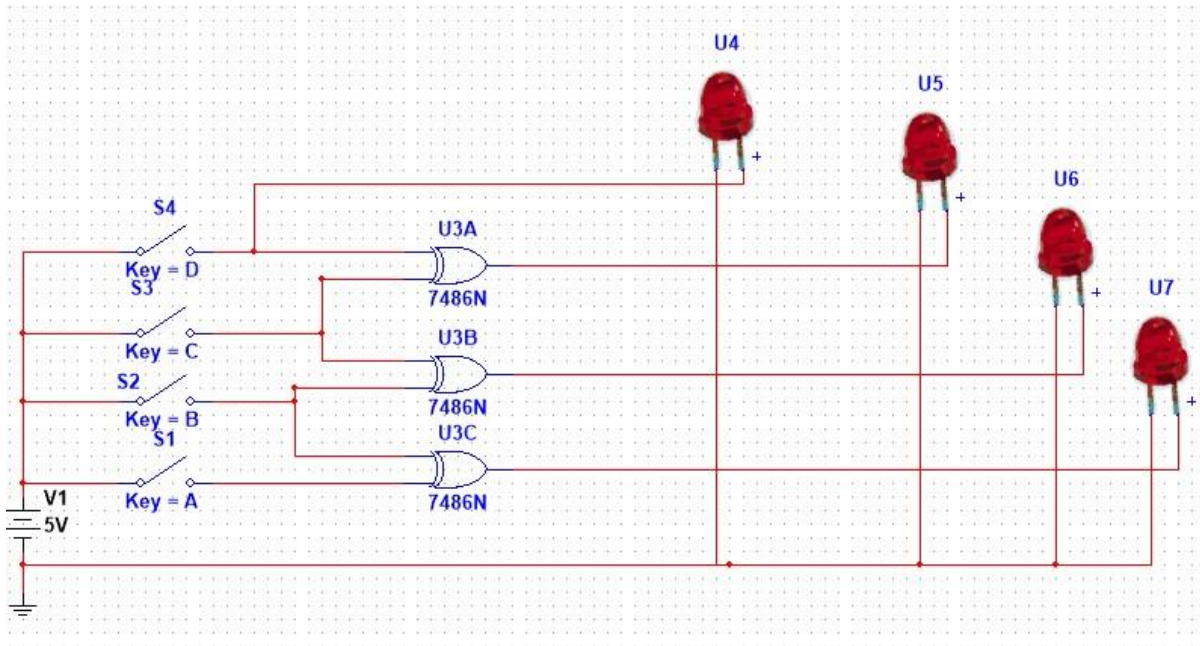 U4
+
U5
+
U6
+
U7
+
S4
Key = D
S3
Key = C
S2
Key = B
S1
Key = A
U3A
7486N
U3B
7486N
U3C
7486N
V1
5V